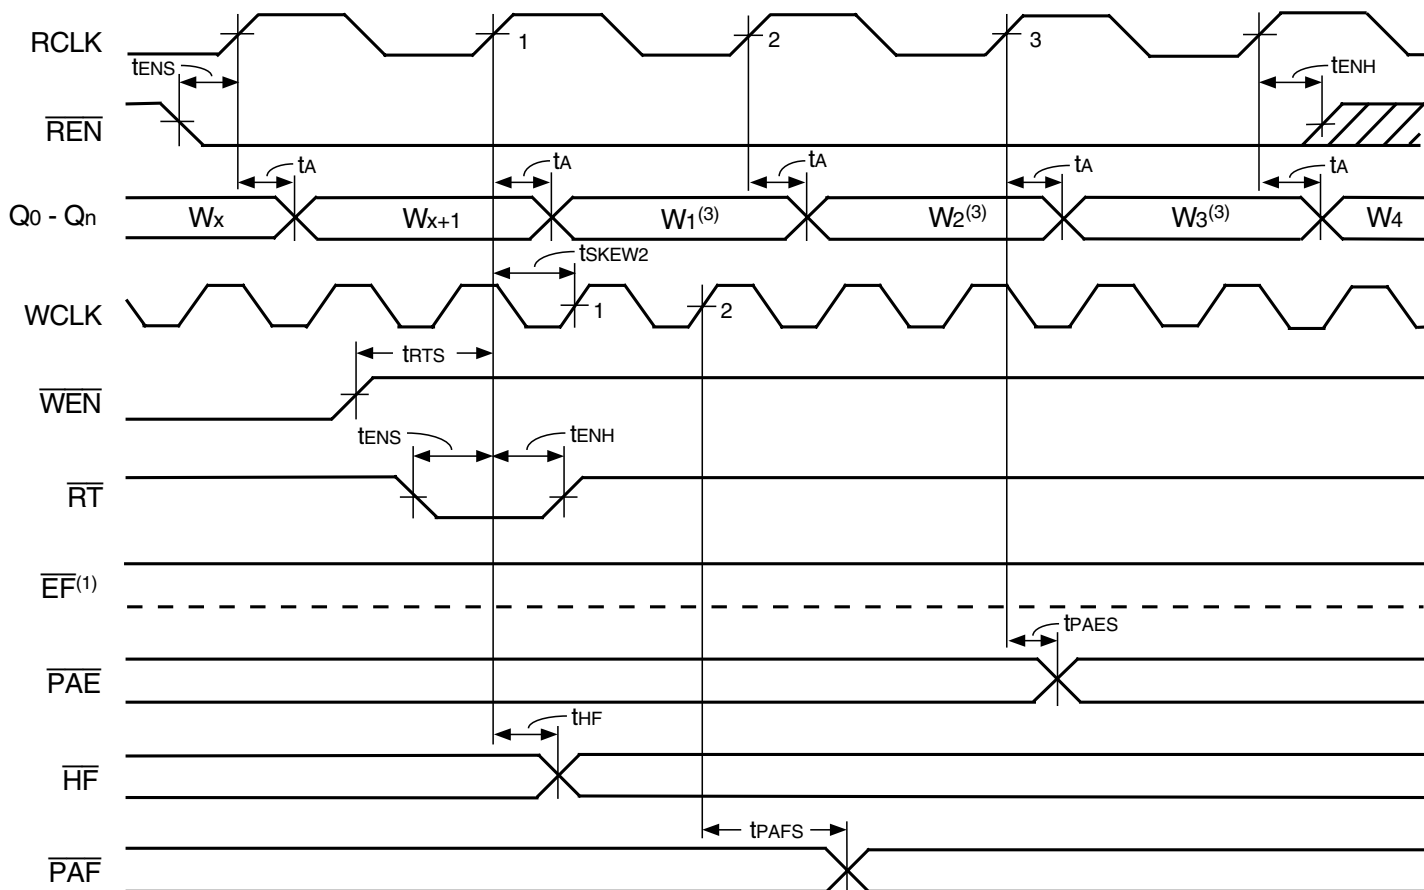 RCLK 1 2 3
tENS tENH
REN
tA tA tA tA tA
Q0 - Qn Wx Wx+1 W1(3) W2(3) W3(3) W4
tSKEW2
WCLK 1 2
tRTS
WEN
tENS tENH
RT
EF(1)
tPAES
PAE
tHF
HF
tPAFS
PAF